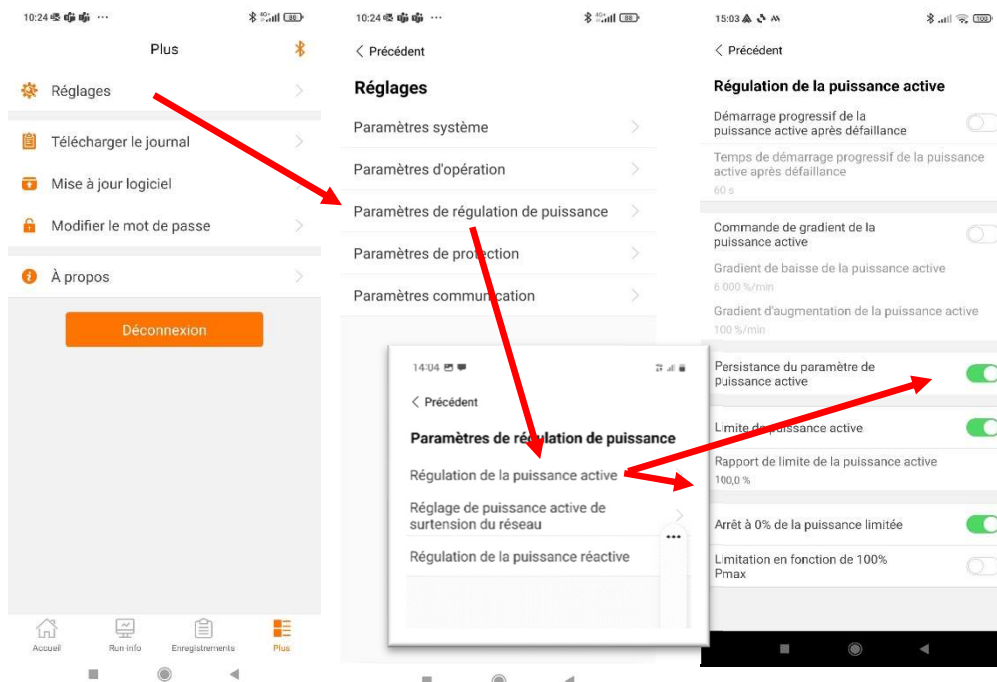 10:24
88
Plus
Réglages
Télécharger le journal
Mise à jour logiciel
Modifier le mot de passe
À propos
Déconnexion
Accueil
Run info
Enregistrements
Plus
10:24
88
Précédent
Réglages
Paramètres système
Paramètres d'opération
Paramètres de régulation de puissance
Paramètres de protection
Paramètres communication
14:04
Précédent
Paramètres de régulation de puissance
Régulation de la puissance active
Réglage de puissance active de
surtension du réseau
Régulation de la puissance réactive
15:03
100
Précédent
Régulation de la puissance active
Démarrage progressif de la
puissance active après défaillance
Temps de démarrage progressif de la puissance
active après défaillance
60 s
Commande de gradient de la
puissance active
Gradient de baisse de la puissance active
6 000 %/min
Gradient d'augmentation de la puissance active
100 %/min
Persistance du paramètre de
puissance active
Limite de puissance active
Rapport de limite de la puissance active
100,0 %
Arrêt à 0% de la puissance limitée
Limitation en fonction de 100%
Pmax